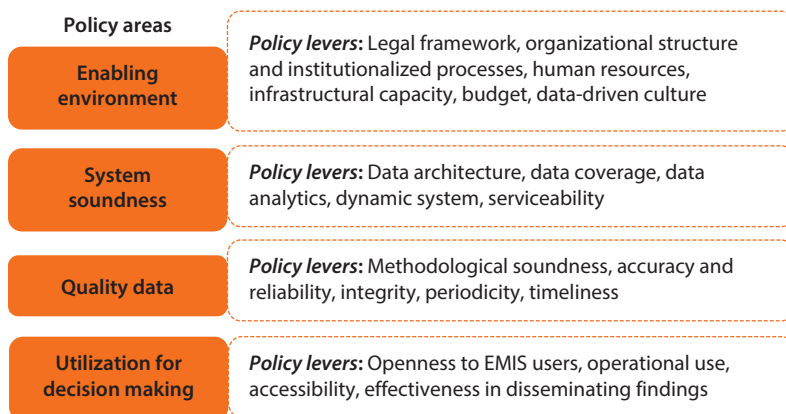 Policy areas
Enabling
environment
Policy levers: Legal framework, organizational structure
and institutionalized processes, human resources,
infrastructural capacity, budget, data-driven culture
System
soundness
Policy levers: Data architecture, data coverage, data
analytics, dynamic system, serviceability
Quality data
Policy levers: Methodological soundness, accuracy and
reliability, integrity, periodicity, timeliness
Utilization for
decision making
Policy levers: Openness to EMIS users, operational use,
accessibility, effectiveness in disseminating findings